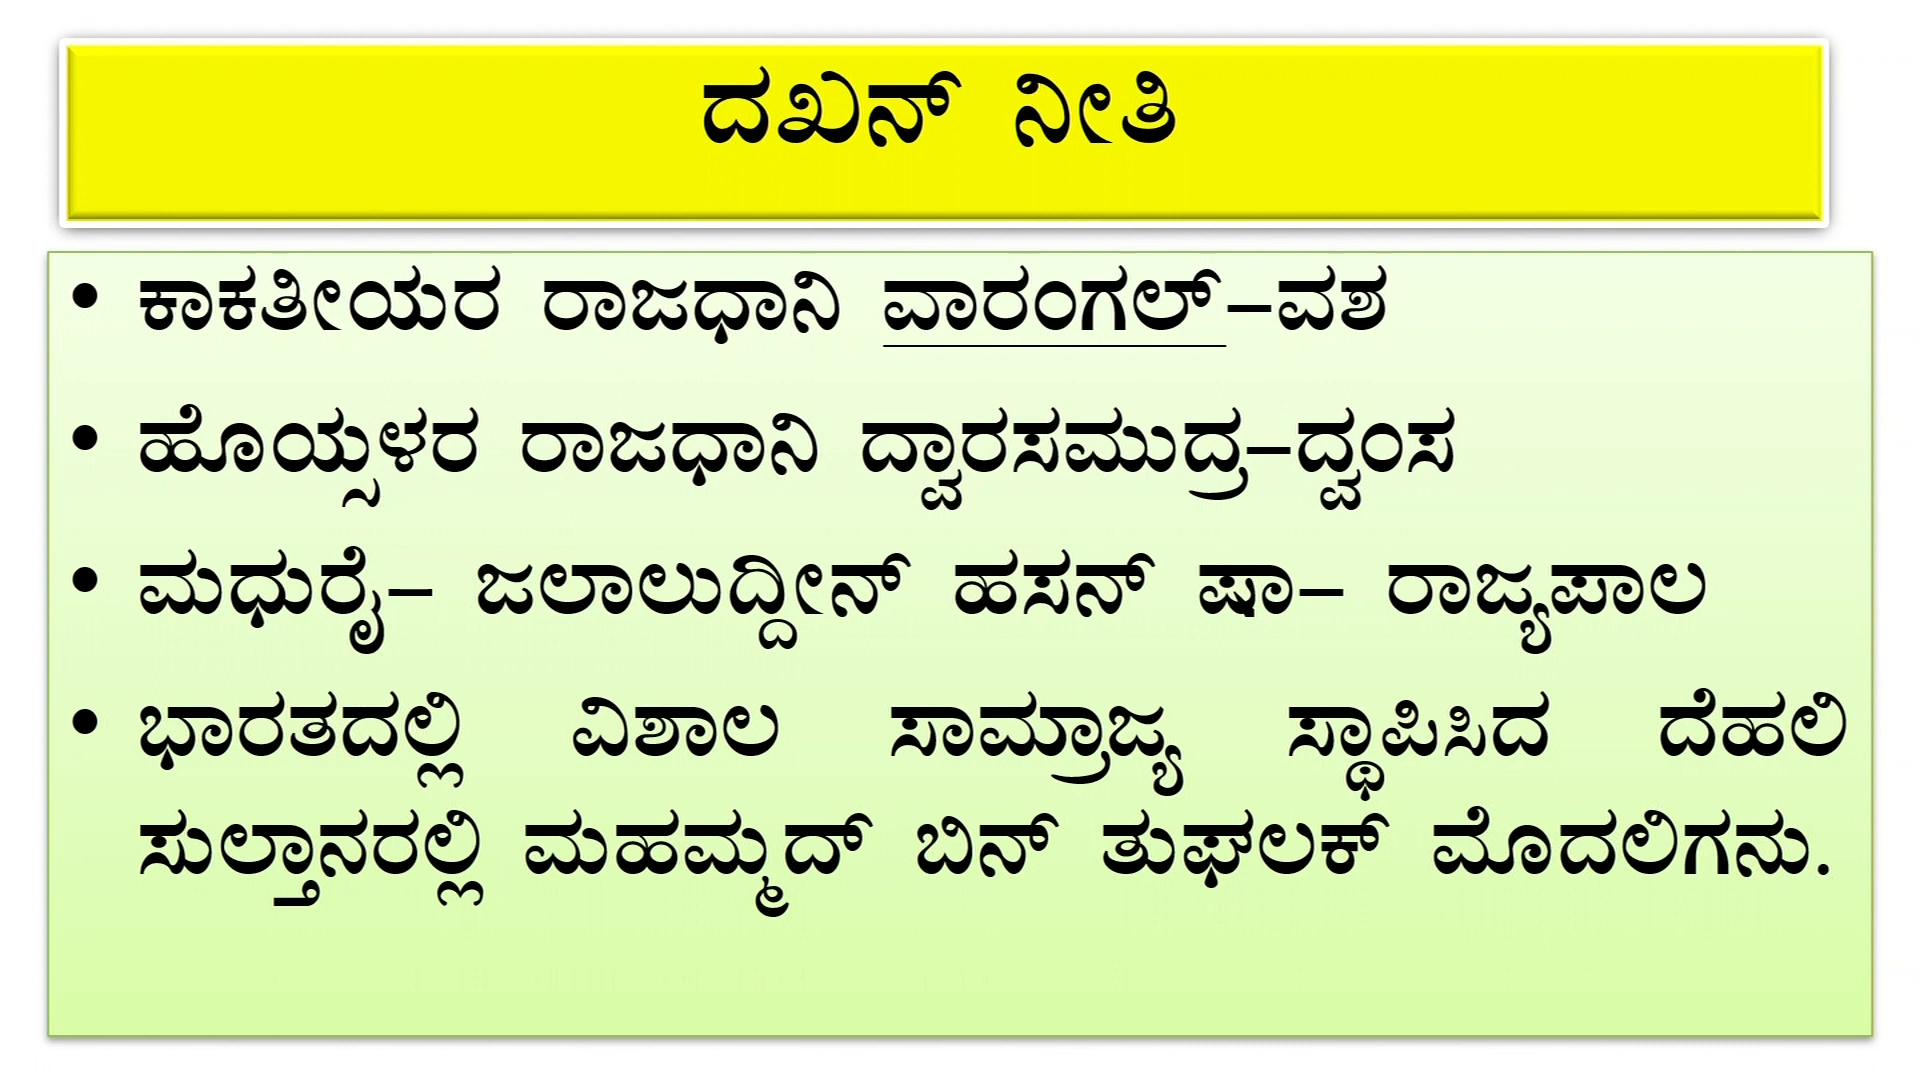 ದಖನ್ ನೀತಿ
• ಕಾಕತೀಯರ ರಾಜಧಾನಿ ವಾರಂಗಲ್–ವಶ
• ಹೊಯ್ಸಳರ ರಾಜಧಾನಿ ದ್ವಾರಸಮುದ್ರ–ದ್ವಂಸ
• ಮಧುರೈ– ಜಲಾಲುದ್ದೀನ್ ಹಸನ್ ಷಾ– ರಾಜ್ಯಪಾಲ
• ಭಾರತದಲ್ಲಿ ವಿಶಾಲ ಸಾಮ್ರಾಜ್ಯ ಸ್ಥಾಪಿಸಿದ ದೆಹಲಿ
ಸುಲ್ತಾನರಲ್ಲಿ ಮಹಮ್ಮದ್ ಬಿನ್ ತುಘಲಕ್ ಮೊದಲಿಗನು.